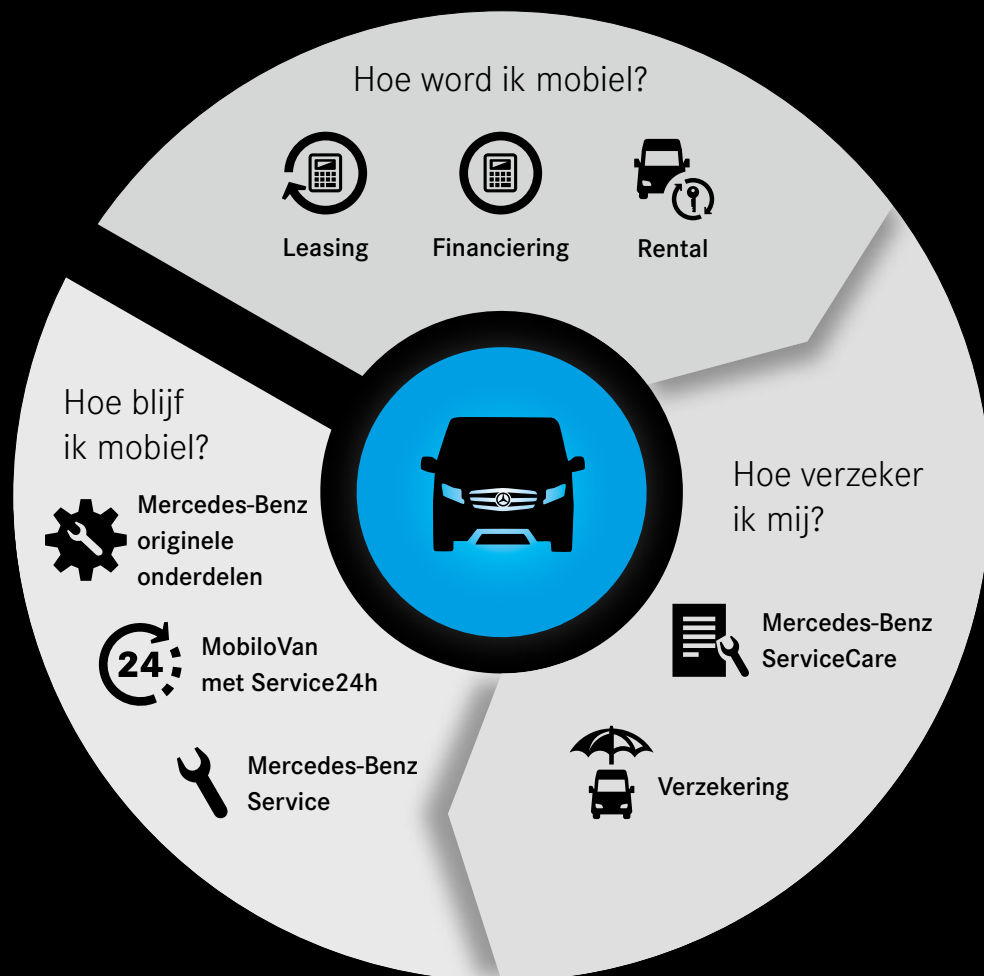 Hoe word ik mobiel?
Leasing
Financiering
Rental
Hoe verzeker
ik mij?
Mercedes-Benz
ServiceCare
Verzekering
Hoe blijf
ik mobiel?
Mercedes-Benz
originele
onderdelen
24
MobiloVan
met Service24h
Mercedes-Benz
Service